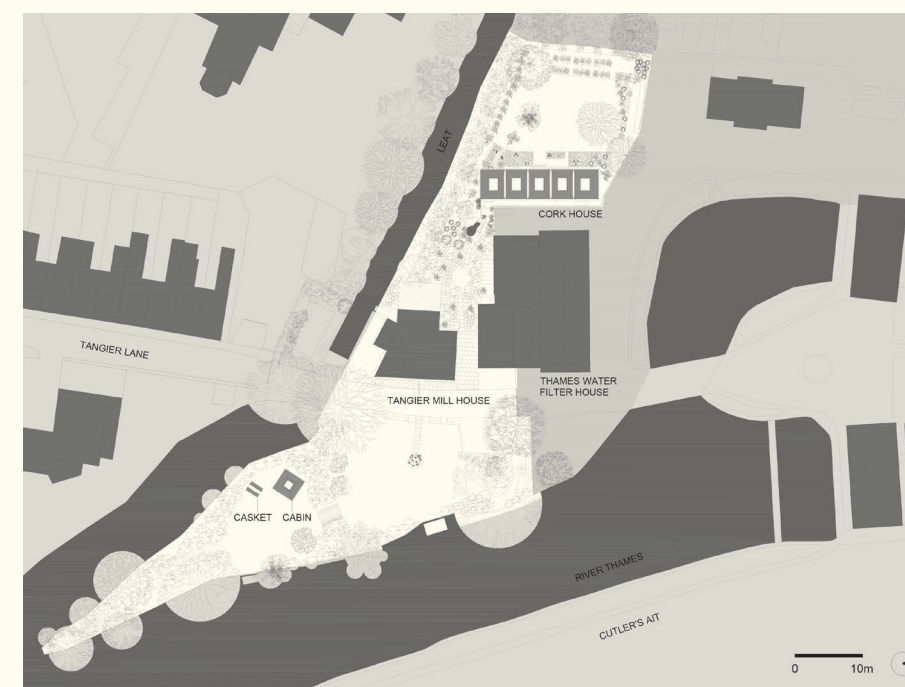 LEAT
CORK HOUSE
TANGIER LANE
THAMES WATER
FILTER HOUSE
TANGIER MILL HOUSE
CASKET
CABIN
RIVER THAMES
CUTLER'S AIT
0
10m